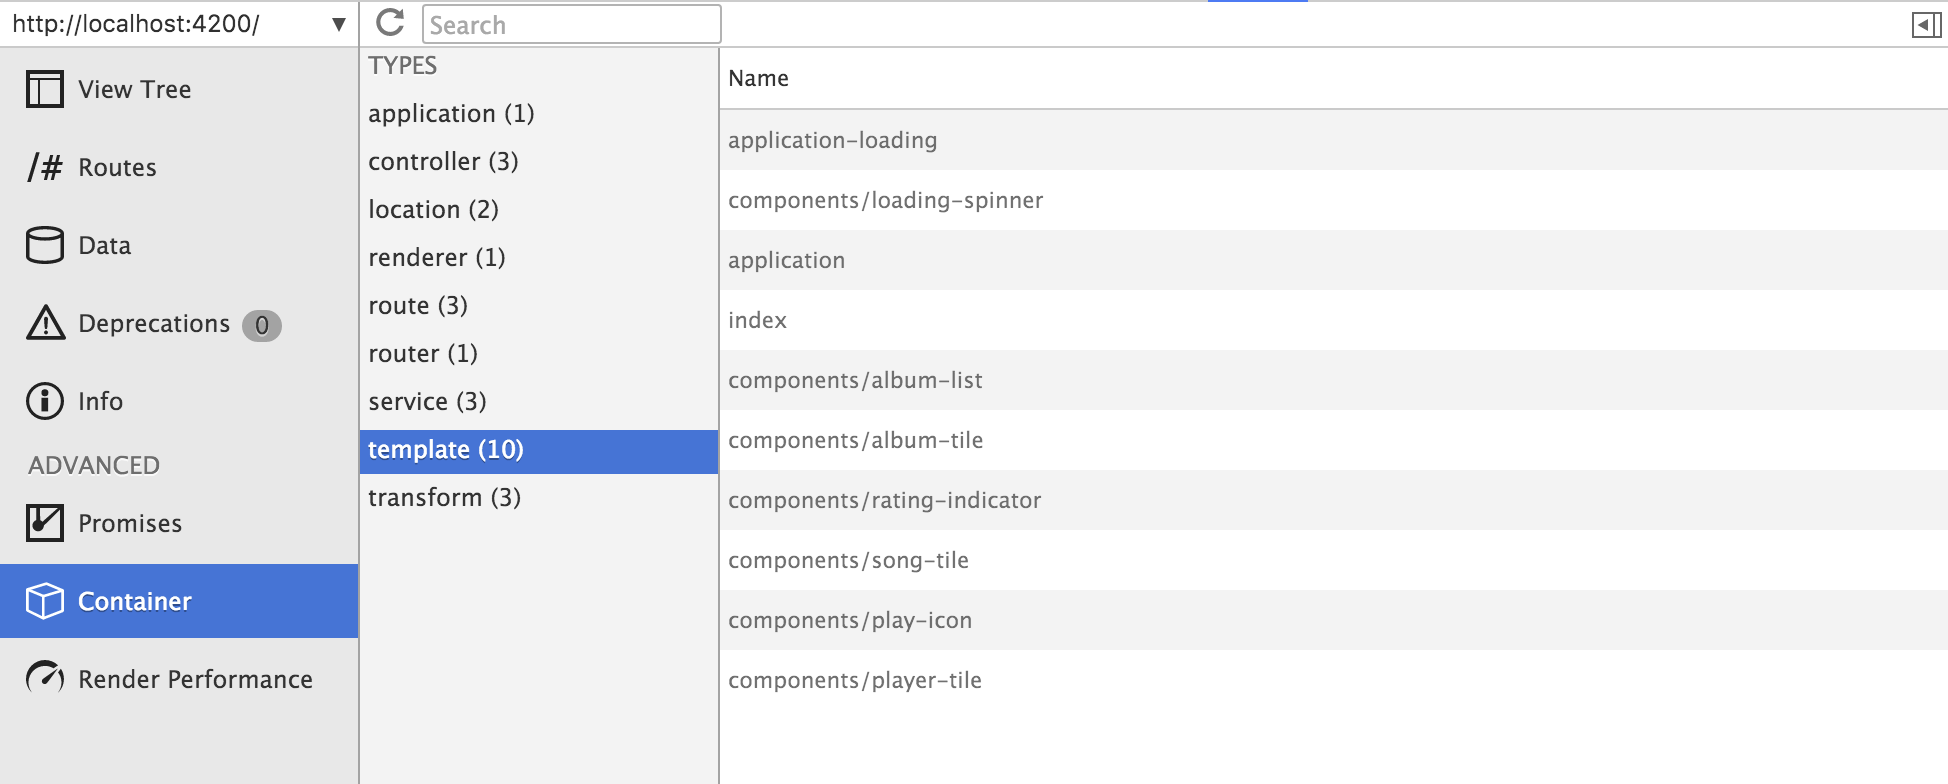 http://localhost:4200/ ▼
Search
View Tree
/# Routes
Data
Deprecations 0
Info
ADVANCED
Promises
Container
Render Performance
TYPES
application (1)
controller (3)
location (2)
renderer (1)
route (3)
router (1)
service (3)
template (10)
transform (3)
Name
application-loading
components/loading-spinner
application
index
components/album-list
components/album-tile
components/rating-indicator
components/song-tile
components/play-icon
components/player-tile